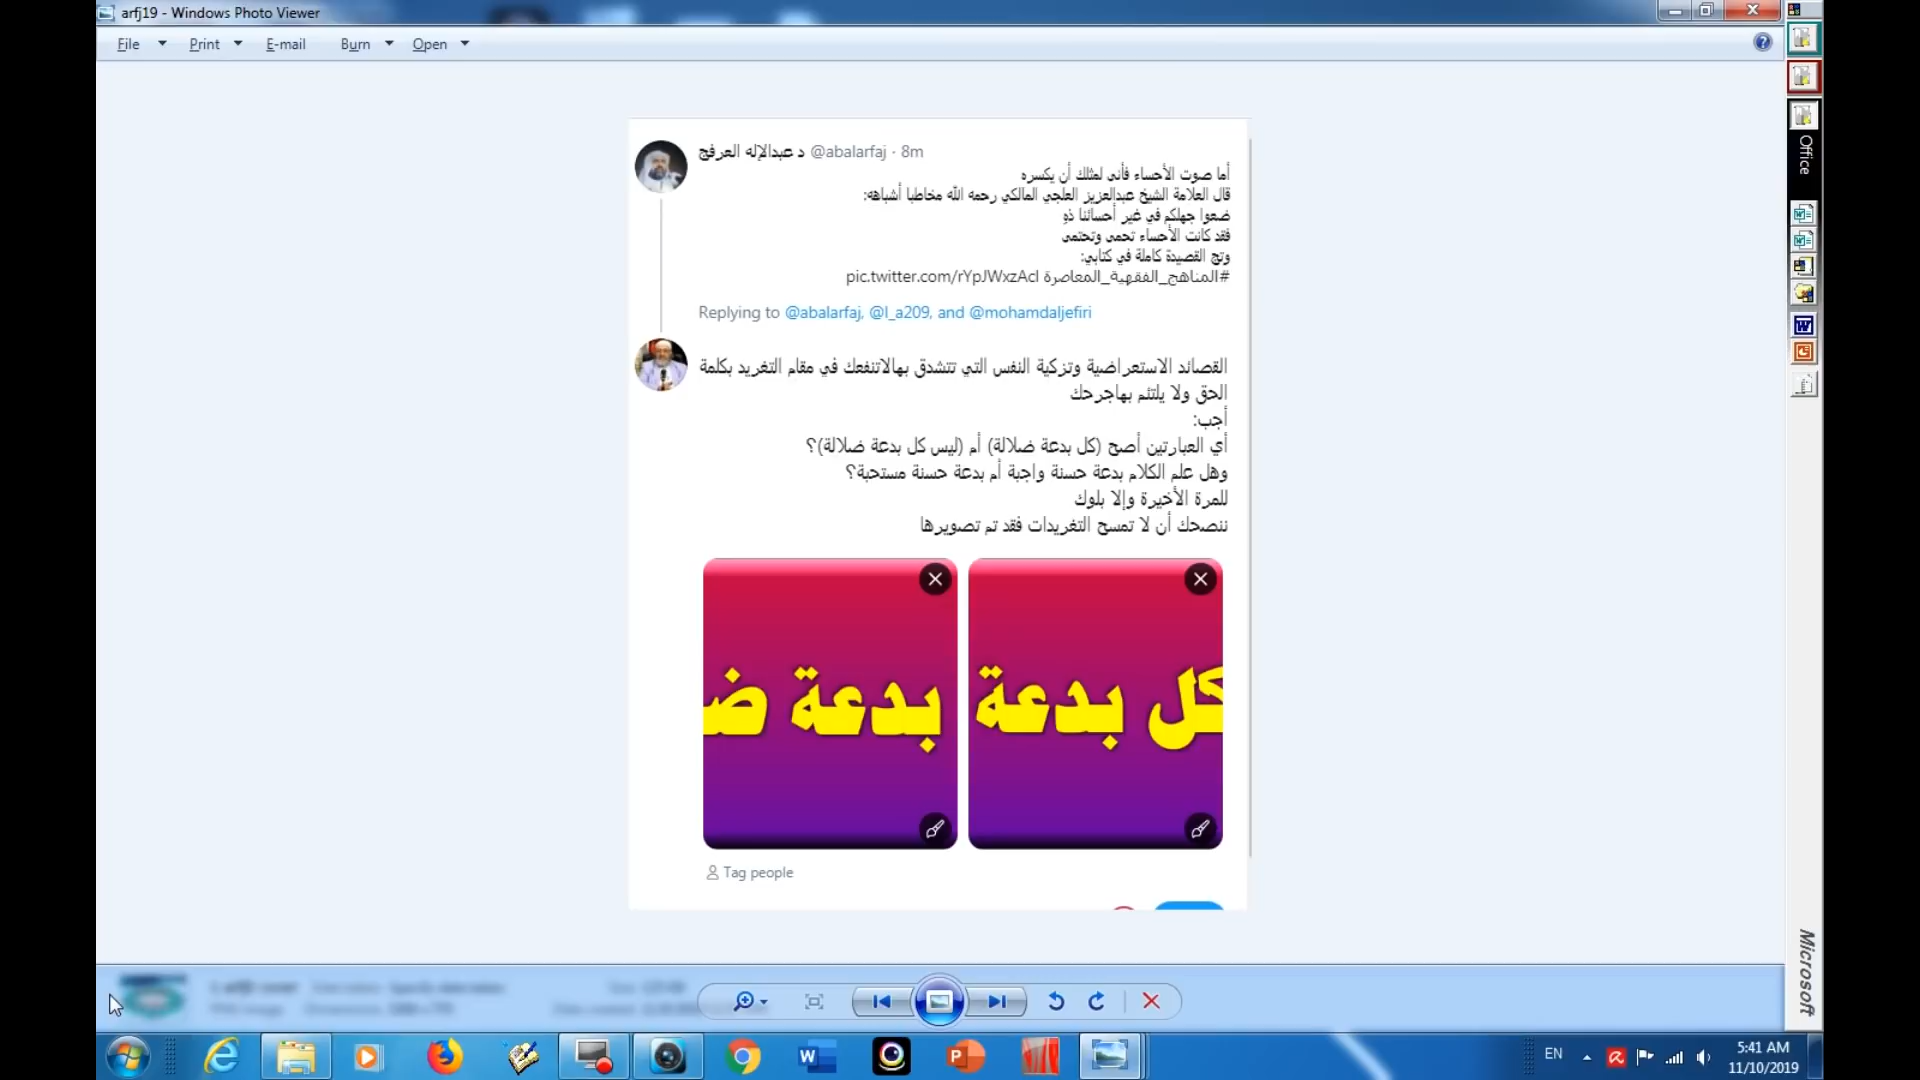 arfj19 - Windows Photo Viewer
File Print E-mail Burn Open
د عبدالإله العرفج @abalarfaj · 8m
أما صوت الأحساء فأنى لمثلك أن يكسره
قال العلامة الشيخ عبدالعزيز العلجي المالكي رحمه الله مخاطبا أشباهه:
ضعوا جهلكم في غير أحسائنا ذهِ
فقد كانت الأحساء تحمى وتحتمى
وتج القصيدة كاملة في كتابي:
#المناهج_الفقهية_المعاصرة pic.twitter.com/rYpJWxzAcl
Replying to @abalarfaj, @l_a209, and @mohamdaljefiri
القصائد الاستعراضية وتزكية النفس التي تتشدق بهالاتنفعك في مقام التغريد بكلمة
الحق ولا يلتئم بهاجرحك
أجب:
أي العبارتين أصح (كل بدعة ضلالة) أم (ليس كل بدعة ضلالة)؟
وهل علم الكلام بدعة حسنة واجبة أم بدعة حسنة مستحبة؟
للمرة الأخيرة وإلا بلوك
ننصحك أن لا تمسح التغريدات فقد تم تصويرها
كل بدعة
بدعة ض
Tag people
Office
Microsoft
EN
5:41 AM
11/10/2019